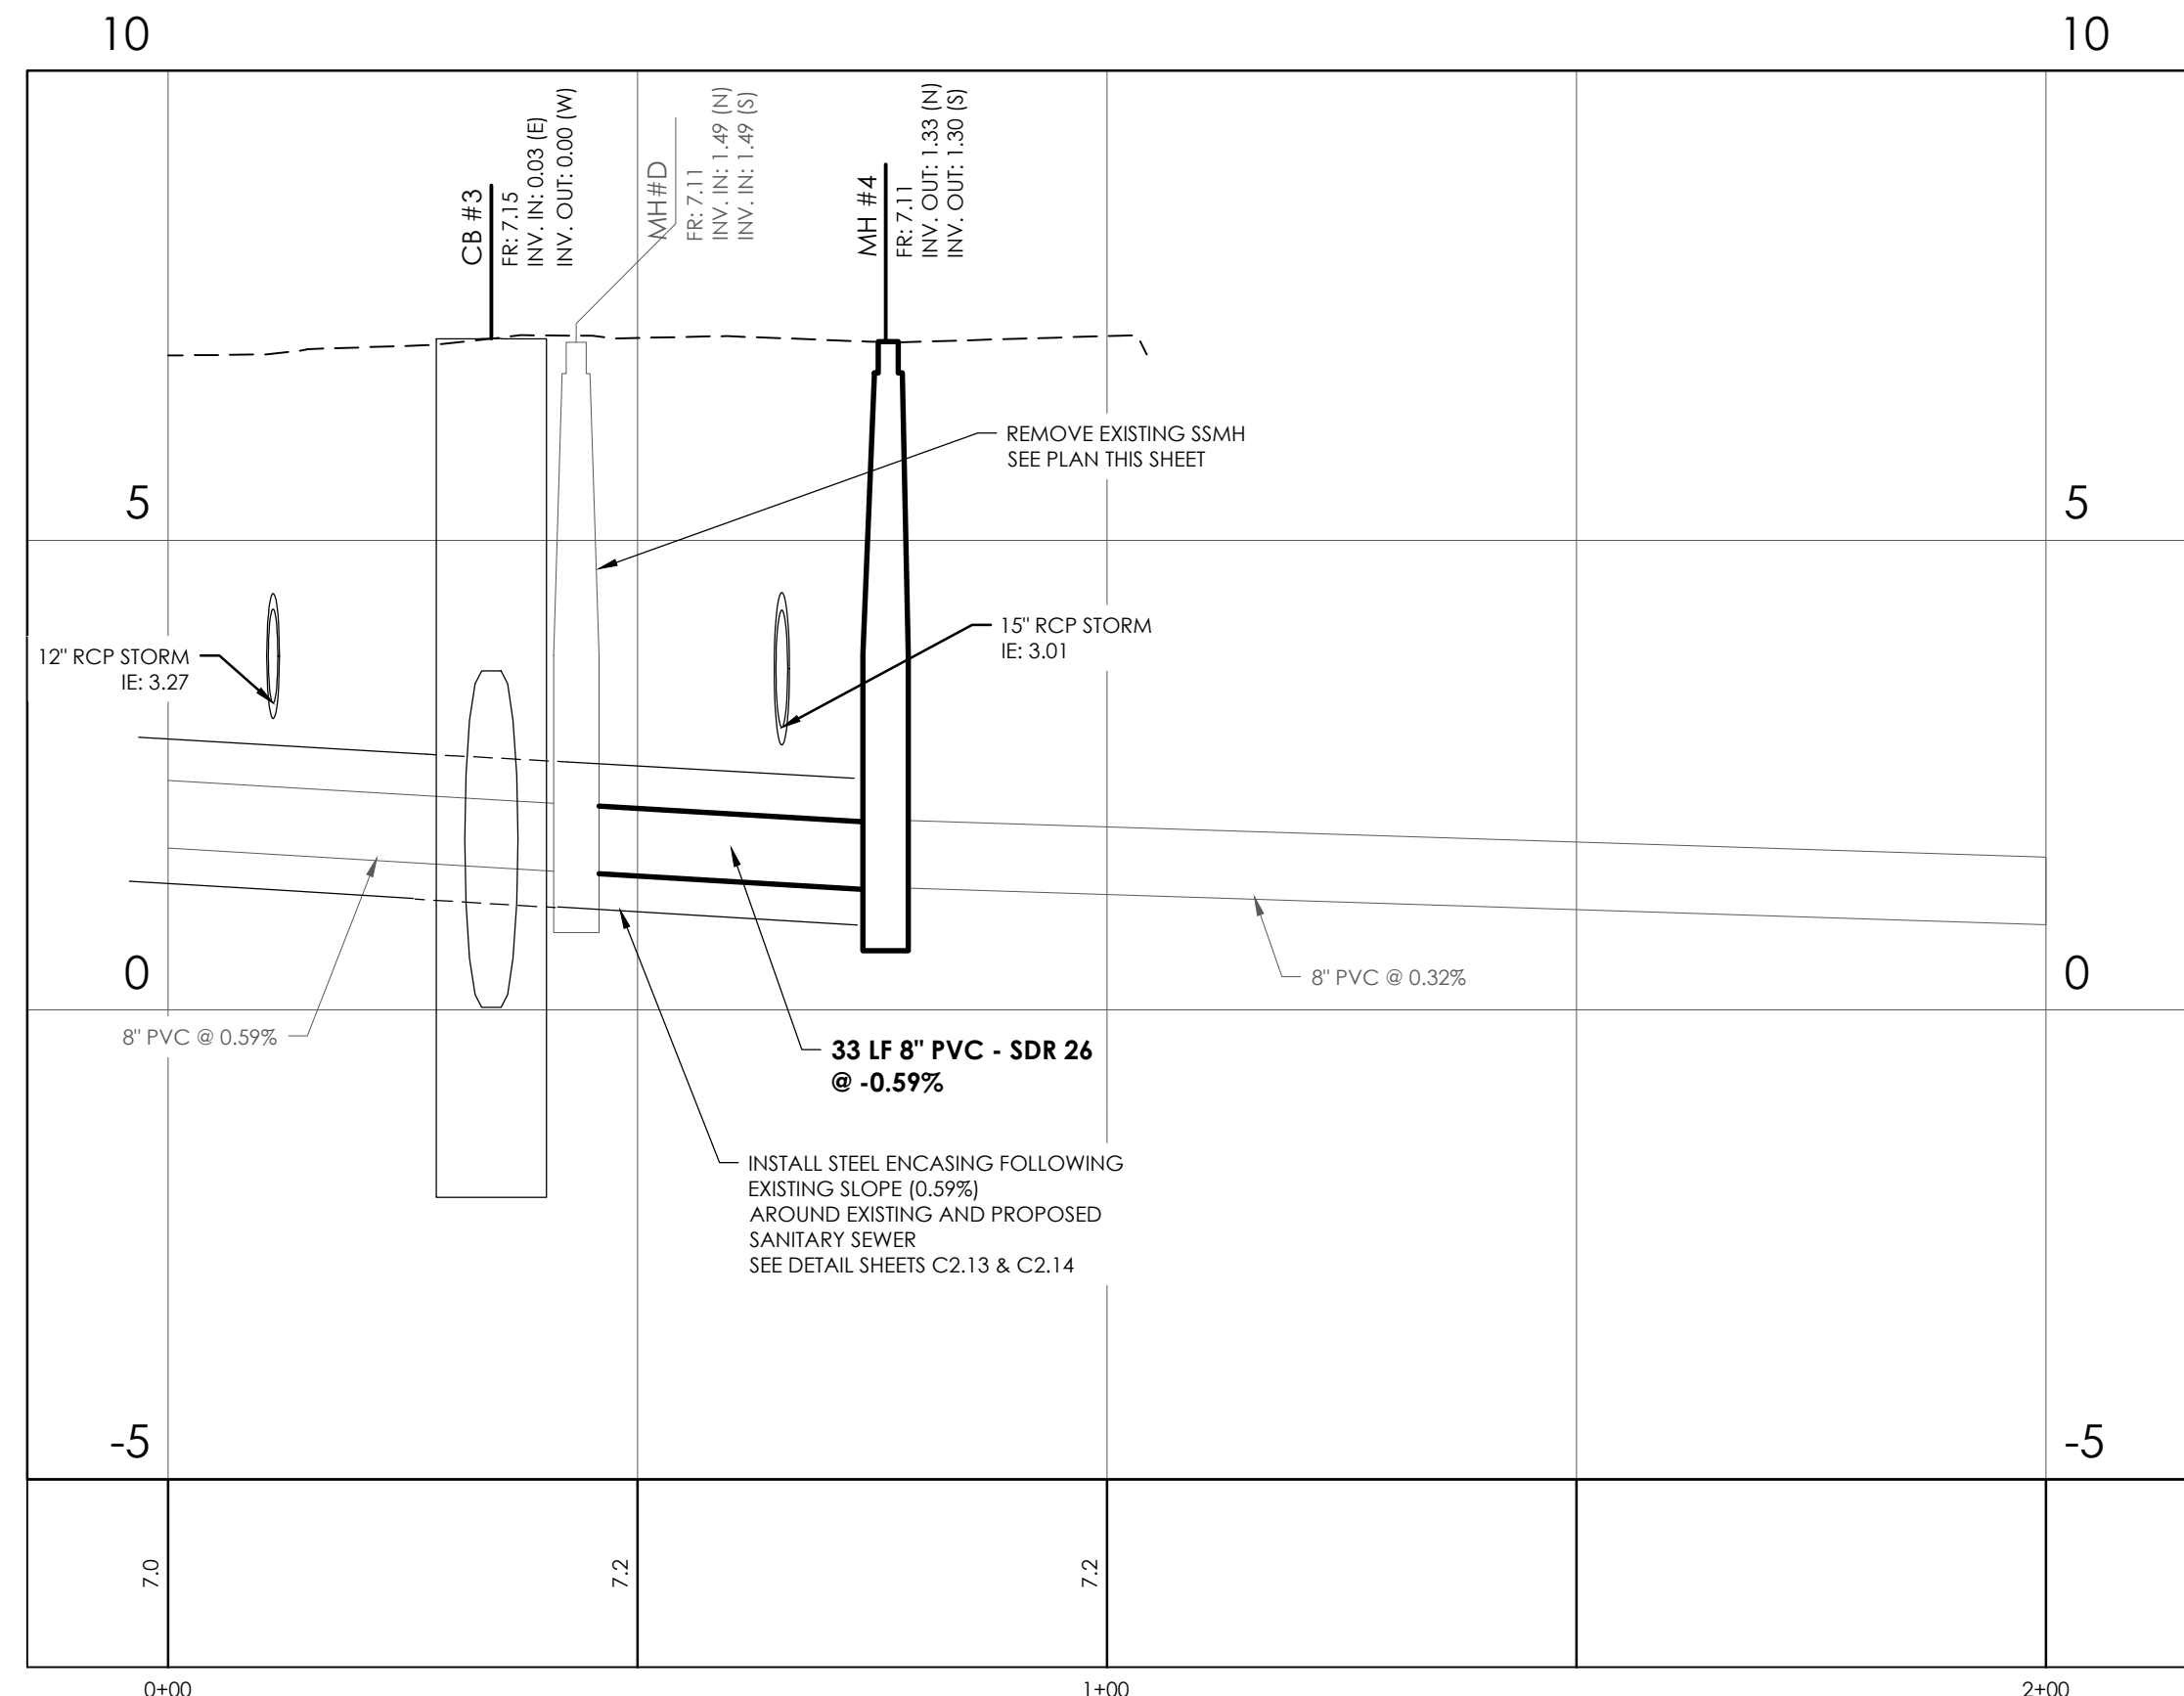 10
10
CB #3
FR: 7.15
INV. IN: 0.03 (E)
INV. OUT: 0.00 (W)
MH#D
FR: 7.11
INV. IN: 1.49 (N)
INV. IN: 1.49 (S)
MH #4
FR: 7.11
INV. OUT: 1.33 (N)
INV. OUT: 1.30 (S)
REMOVE EXISTING SSMH
SEE PLAN THIS SHEET
5
5
12" RCP STORM
IE: 3.27
15" RCP STORM
IE: 3.01
0
0
8" PVC @ 0.32%
8" PVC @ 0.59%
33 LF 8" PVC - SDR 26
@ -0.59%
INSTALL STEEL ENCASING FOLLOWING
EXISTING SLOPE (0.59%)
AROUND EXISTING AND PROPOSED
SANITARY SEWER
SEE DETAIL SHEETS C2.13 & C2.14
-5
-5
7.0
7.2
7.2
0+00
1+00
2+00